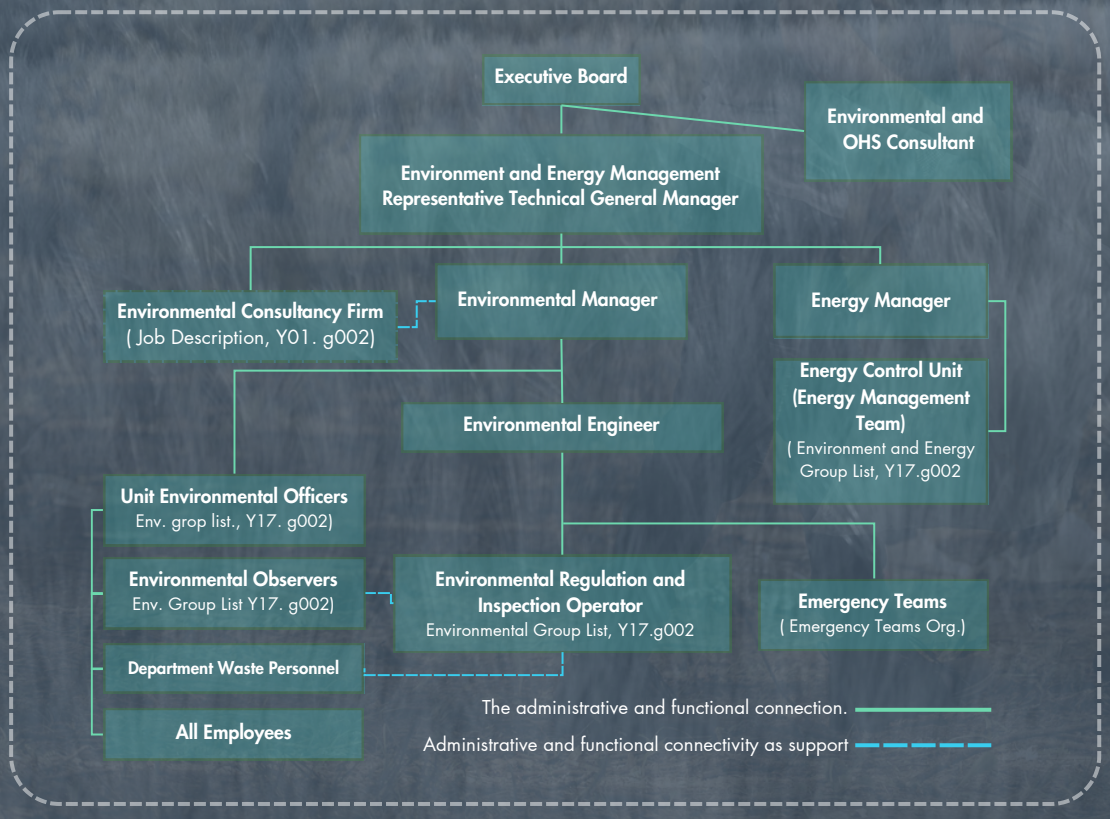 Executive Board
Environmental and
OHS Consultant
Environment and Energy Management
Representative Technical General Manager
Environmental Consultancy Firm
( Job Description, Y01. g002)
Environmental Manager
Energy Manager
Energy Control Unit
(Energy Management
Team)
( Environment and Energy
Group List, Y17.g002
Environmental Engineer
Unit Environmental Officers
Env. grop list., Y17. g002)
Environmental Observers
Env. Group List Y17. g002)
Department Waste Personnel
All Employees
Environmental Regulation and
Inspection Operator
Environmental Group List, Y17.g002
Emergency Teams
( Emergency Teams Org.)
The administrative and functional connection.
Administrative and functional connectivity as support